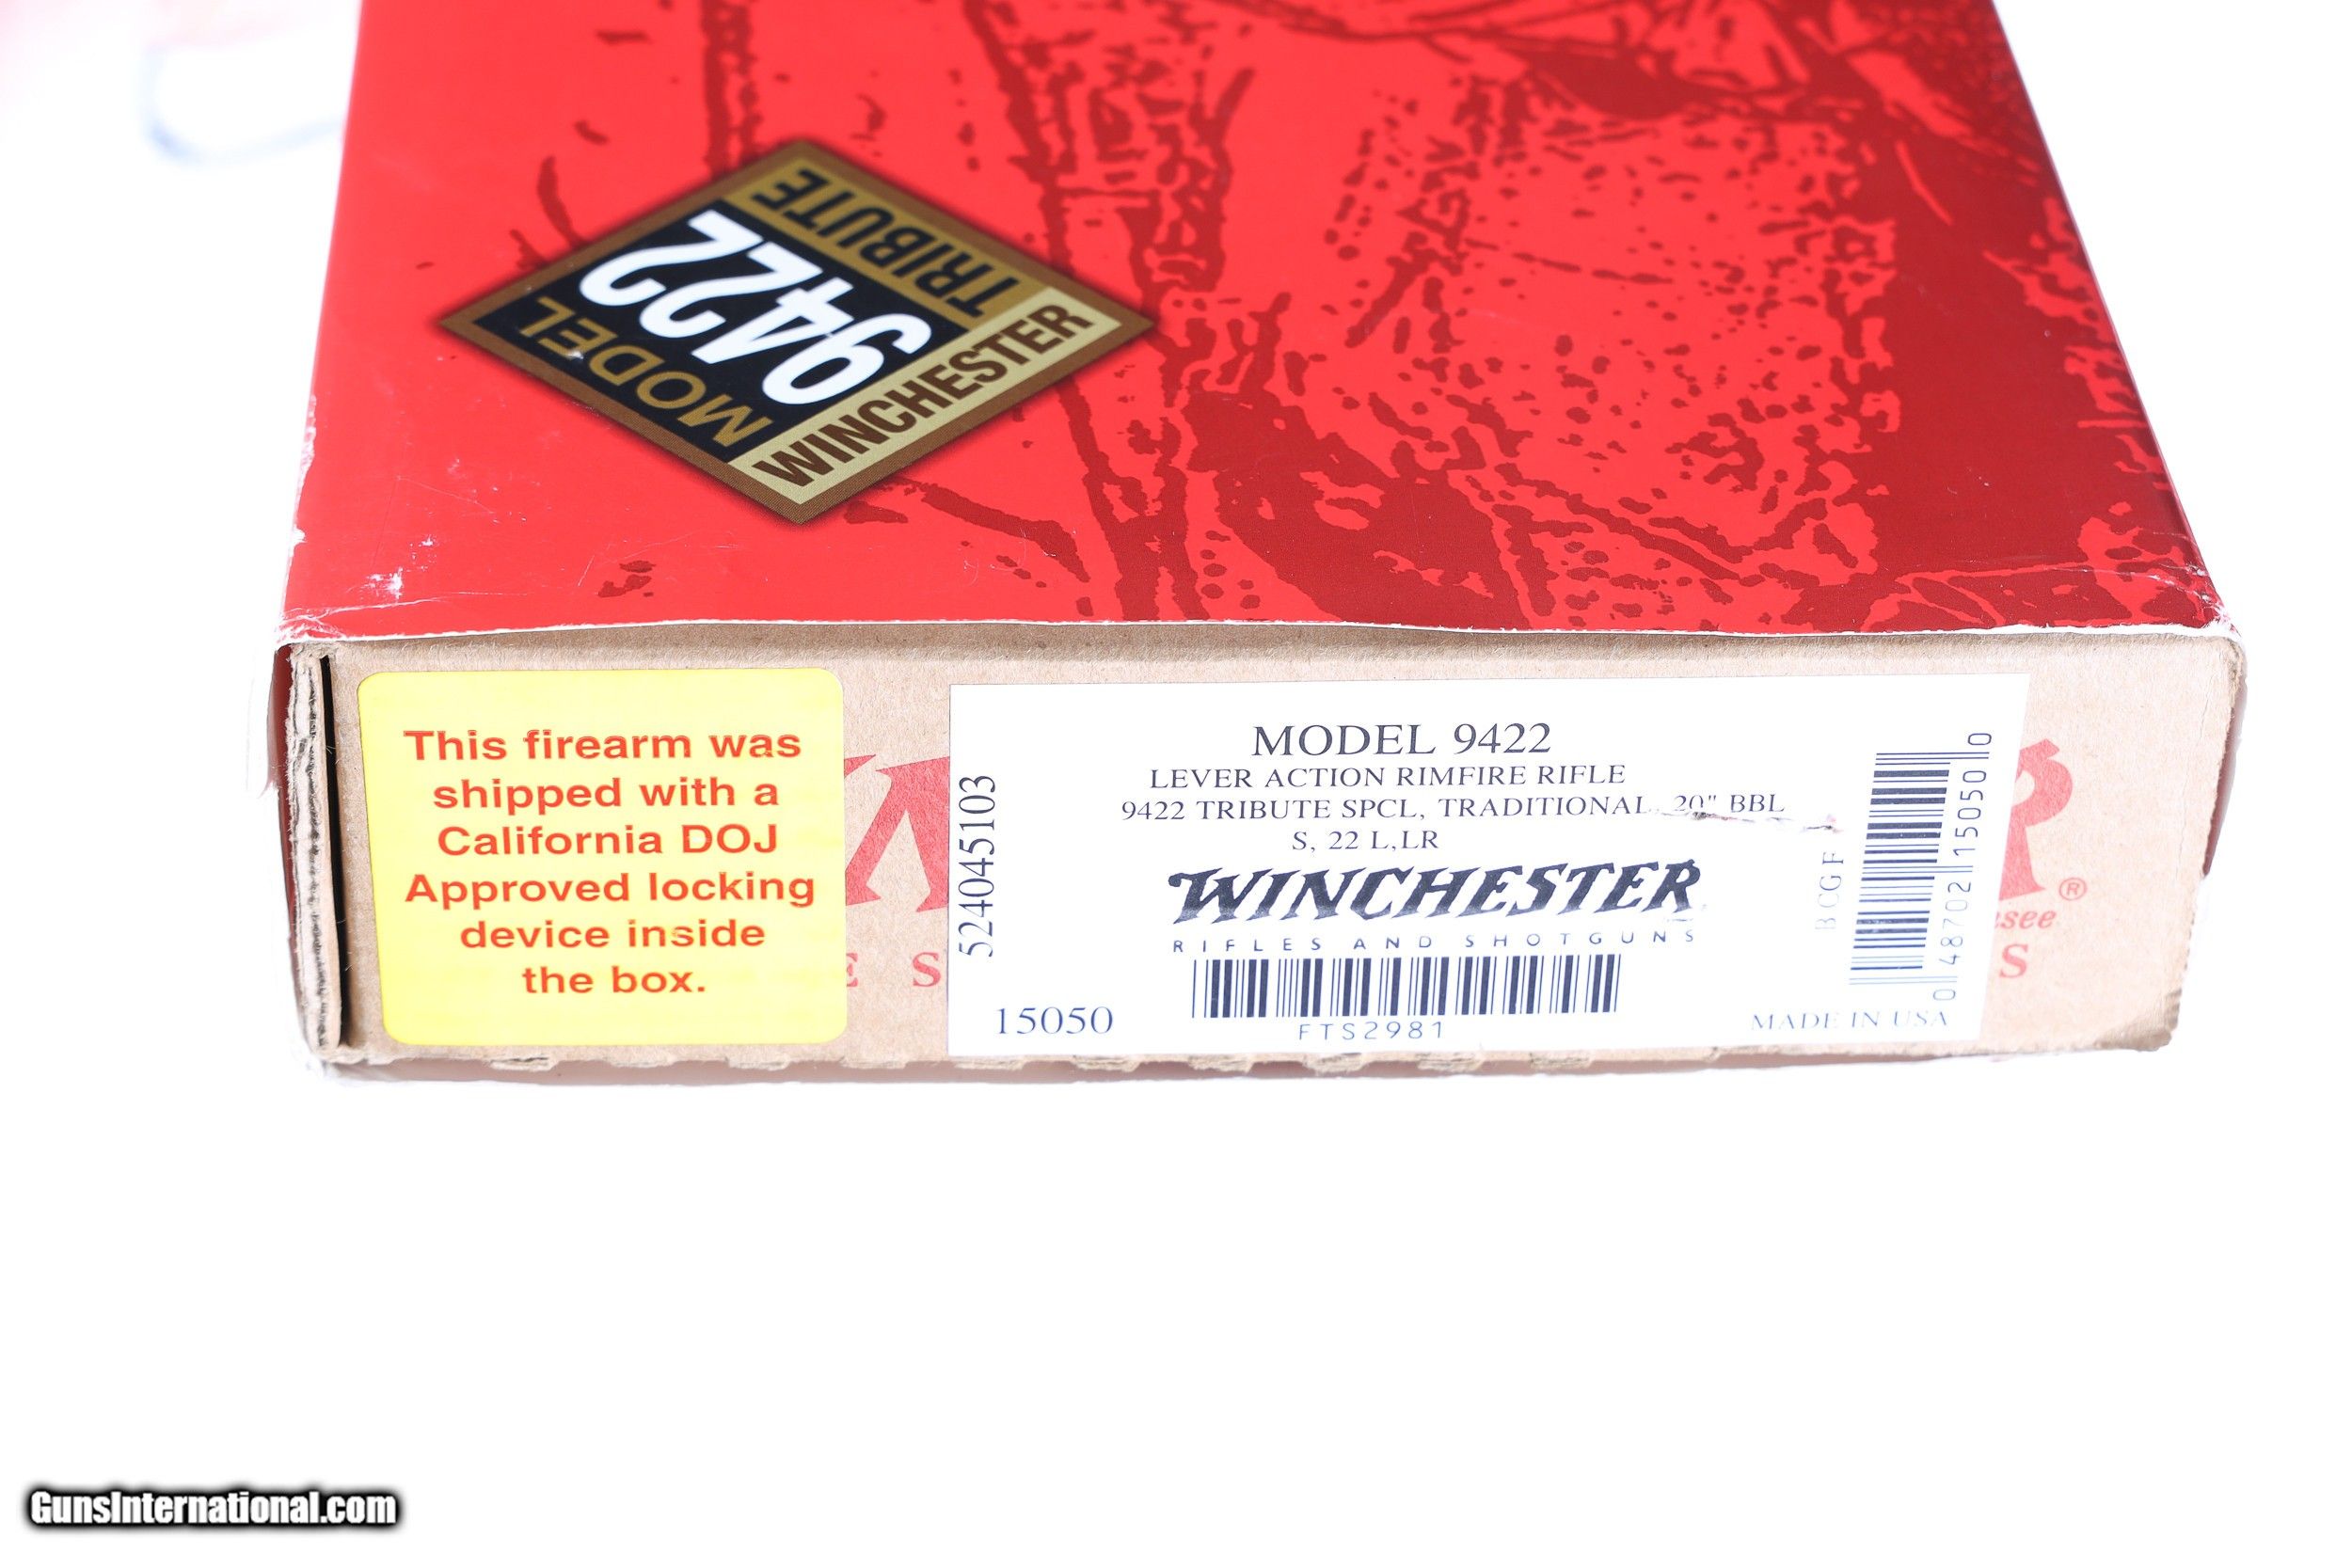 TRIBUTE
9422
MODEL
WINCHESTER
This firearm was
shipped with a
California DOJ
Approved locking
device inside
the box.
E S
5240451103
MODEL 9422
LEVER ACTION RIMFIRE RIFLE
9422 TRIBUTE SPCL, TRADITIONAL, 20" BBL
S, 22 L,LR
WINCHESTER
RIFLES AND SHOTGUNS
15050
FTS2981
B CG F
0 48702 15050 0
MADE IN USA
R®
see
S
GunsInternational.com